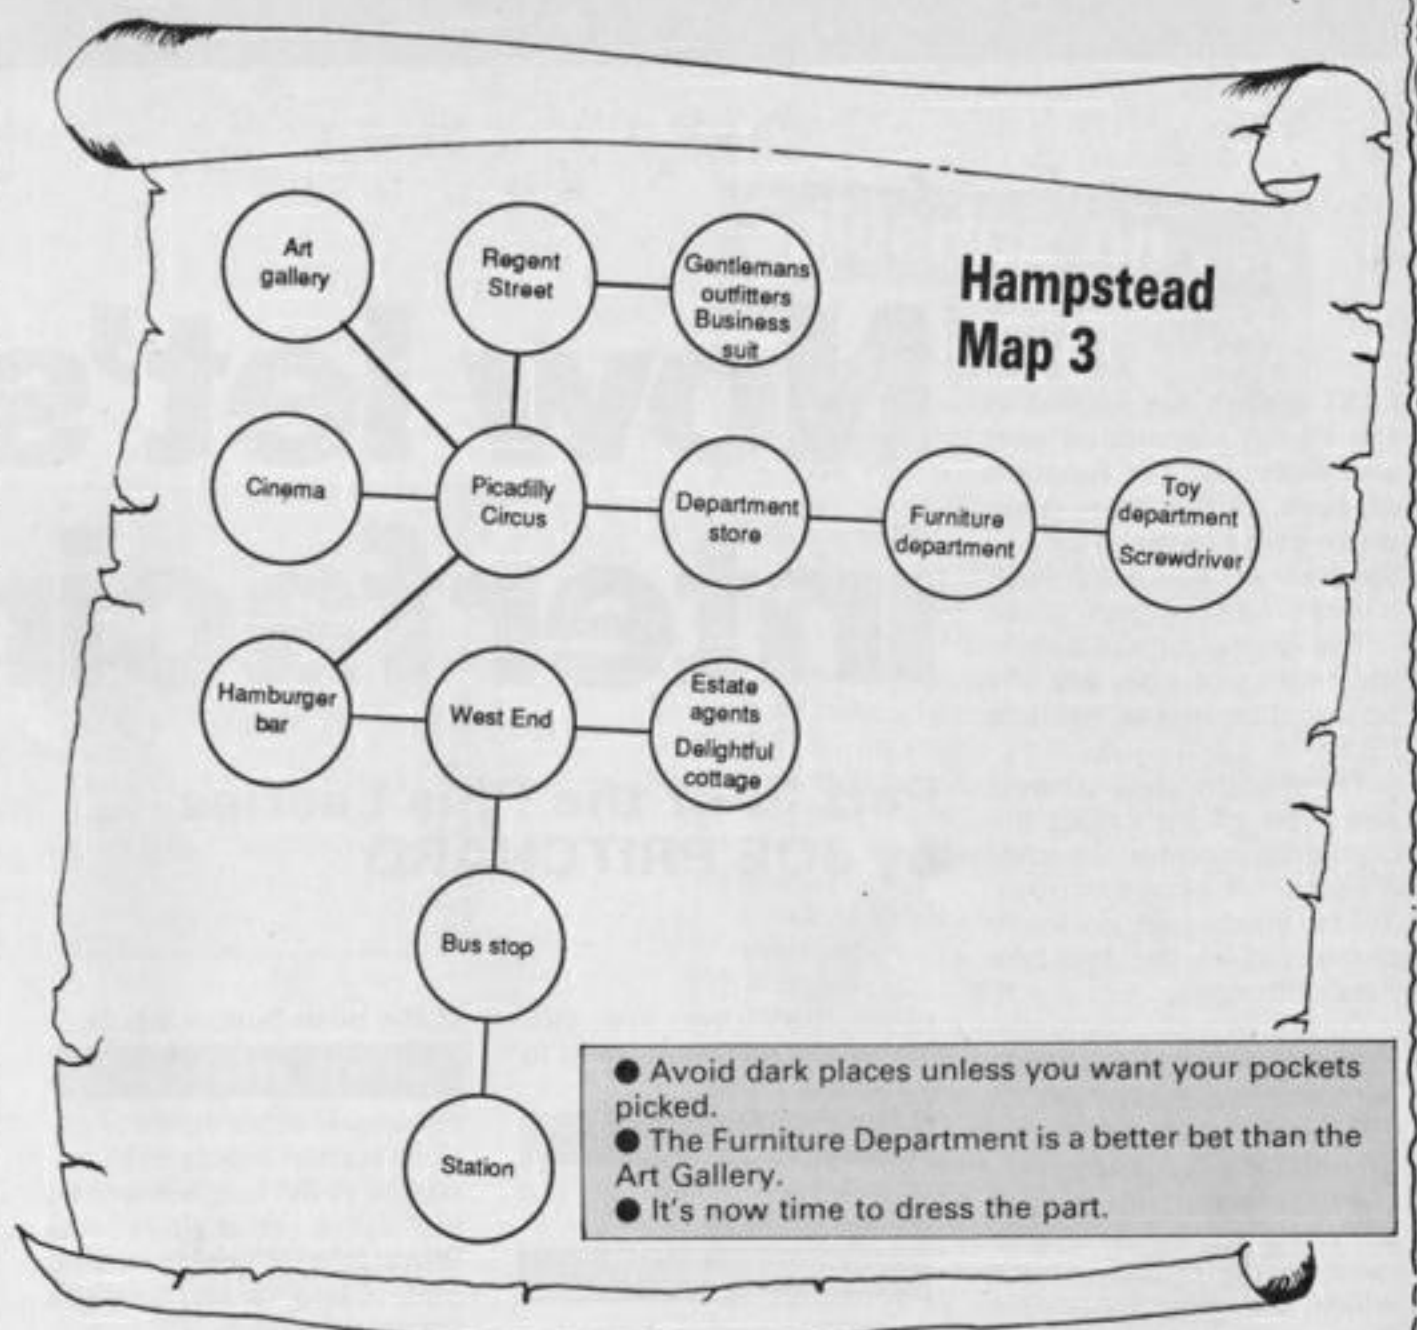 Art
gallery
Regent
Street
Gentlemans
outfitters
Business
suit
Hampstead
Map 3
Cinema
Picadilly
Circus
Department
store
Furniture
department
Toy
department
Screwdriver
Hamburger
bar
West End
Estate
agents
Delightful
cottage
Bus stop
Station
● Avoid dark places unless you want your pockets
picked.
● The Furniture Department is a better bet than the
Art Gallery.
● It's now time to dress the part.